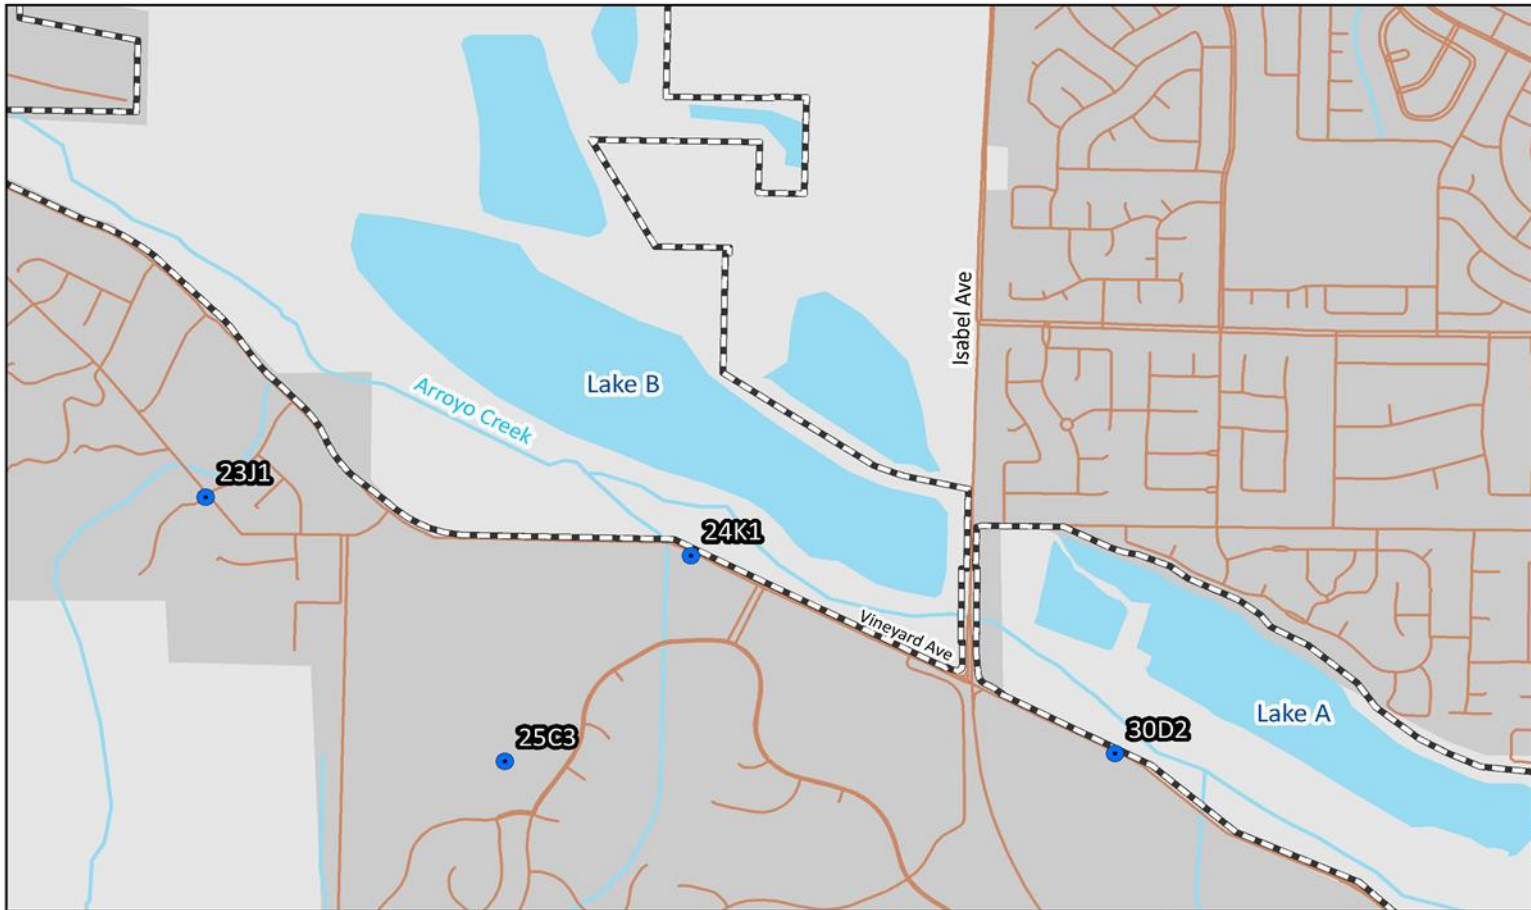 Isabel Ave
Lake B
Arroyo Creek
23J1
24K1
Vineyard Ave
Lake A
25C3
30D2